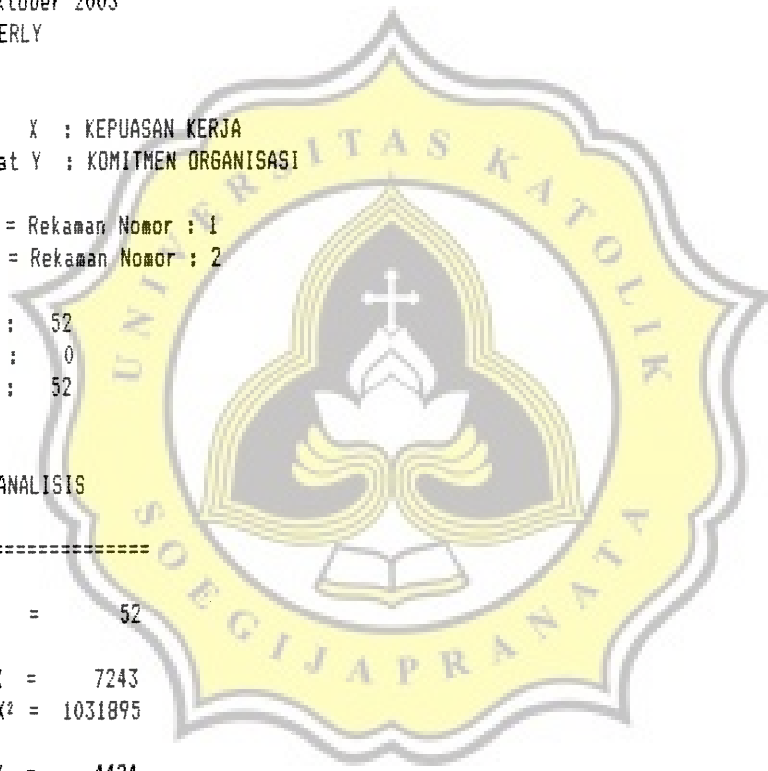 2003
ERLY
X : KEPUASAN KERJA
at Y : KOMITMEN ORGANISASI
= Rekaman Nomor : 1
= Rekaman Nomor : 2
: 52
: 0
: 52
ANALISIS
==============
= 52
= 7243
X² = 1031895
UNIVERSITAS KATOLIK
SOEGIJAPRANATA